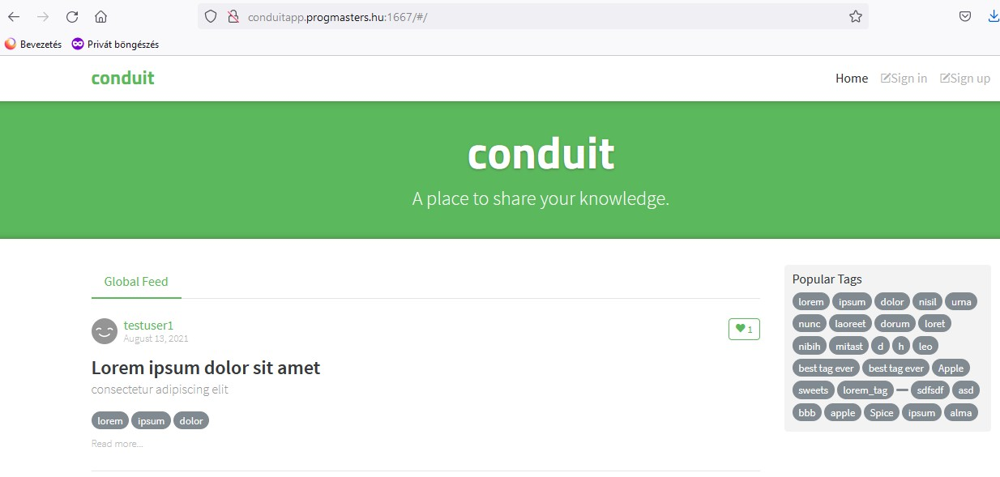 conduitapp.progmasters.hu:1667/#/
Bevezetés Privát böngészés
conduit Home Sign in Sign up
conduit
A place to share your knowledge.
Global Feed
testuser1 1
August 13, 2021
Lorem ipsum dolor sit amet
consectetur adipiscing elit
lorem ipsum dolor
Read more...
Popular Tags
lorem ipsum dolor nisil urna
nunc laoreet dorum loret
nibih mitast d h leo
best tag ever best tag ever Apple
sweets lorem_tag sdfsdf asd
bbb apple Spice ipsum alma